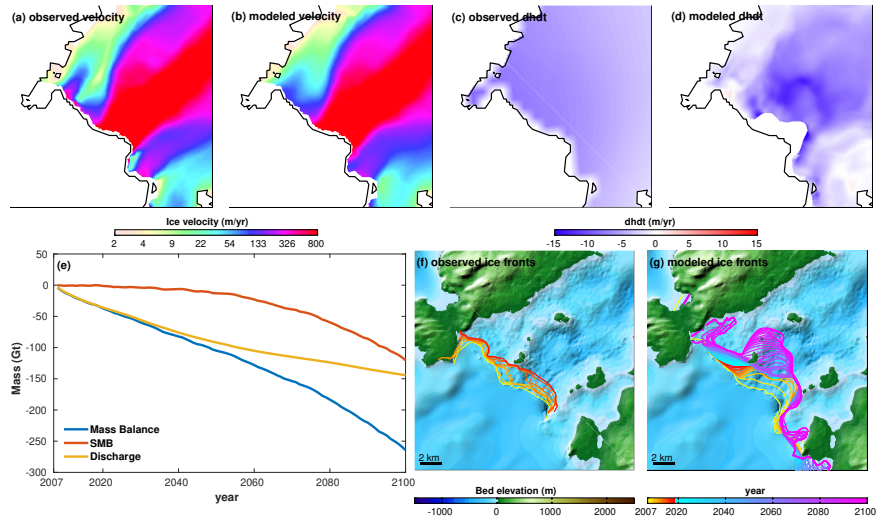 (a) observed velocity
(b) modeled velocity
(c) observed dhdt
(d) modeled dhdt
Ice velocity (m/yr)
2 4 9 22 54 133 326 800
dhdt (m/yr)
-15 -10 -5 0 5 10 15
(e)
50
0
-50
-100
-150
-200
-250
-300
Mass (Gt)
Mass Balance
SMB
Discharge
2007 2020 2040 2060 2080 2100
year
(f) observed ice fronts
2 km
(g) modeled ice fronts
2 km
Bed elevation (m)
-1000 0 1000 2000
year
2007 2020 2040 2060 2080 2100